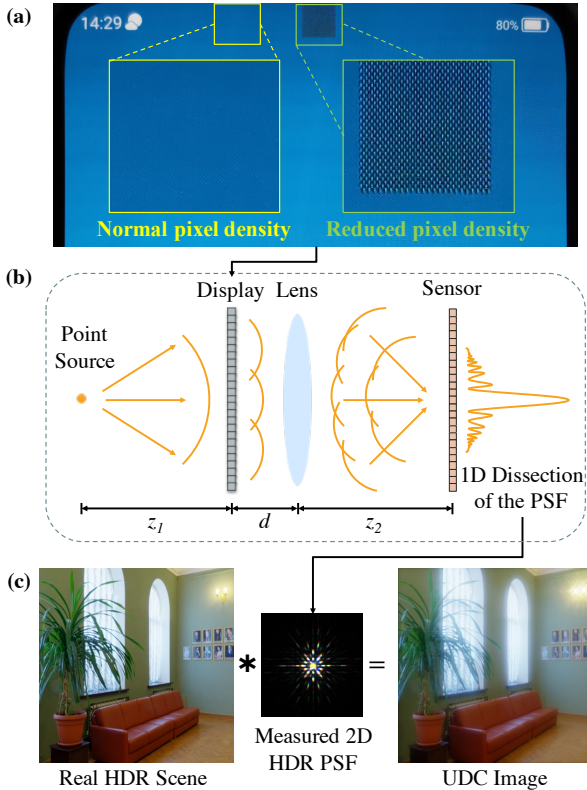 (a)
14:29
80%
Normal pixel density
Reduced pixel density
(b)
Display
Lens
Sensor
Point
Source
1D Dissection
of the PSF
z₁
d
z₂
(c)
*
=
Real HDR Scene
Measured 2D
HDR PSF
UDC Image